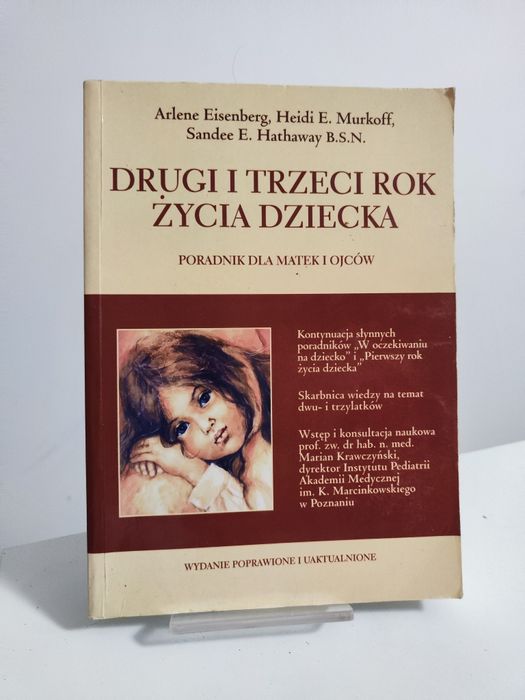 Arlene Eisenberg, Heidi E. Murkoff,
Sandee E. Hathaway B.S.N.
DRUGI I TRZECI ROK
ŻYCIA DZIECKA
PORADNIK DLA MATEK I OJCÓW
Kontynuacja słynnych
poradników „W oczekiwaniu
na dziecko” i „Pierwszy rok
życia dziecka”
Skarbnica wiedzy na temat
dwu- i trzylatków
Wstęp i konsultacja naukowa
prof. zw. dr hab. n. med.
Marian Krawczyński,
dyrektor Instytutu Pediatrii
Akademii Medycznej
im. K. Marcinkowskiego
w Poznaniu
WYDANIE POPRAWIONE I UAKTUALNIONE